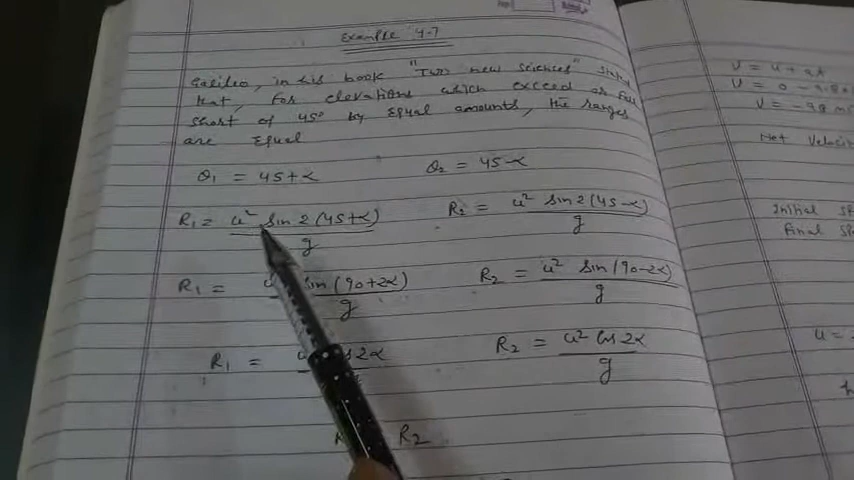 Example 4.7
Galileo, in his book "Two new sciences" stated
that, for elevations which exceed or fall
short of 45° by equal amounts, the ranges
are equal
θ₁ = 45+α θ₂ = 45-α
R₁ = u² sin 2(45+α) / g R₂ = u² sin 2(45-α) / g
R₁ = sin(90+2α) / g R₂ = u² sin(90-2α) / g
R₁ = 2α R₂ = u² cos 2α / g
R₂
v = u + at
v = 0 -
v = -98
Net velocity
Initial
Final
u =